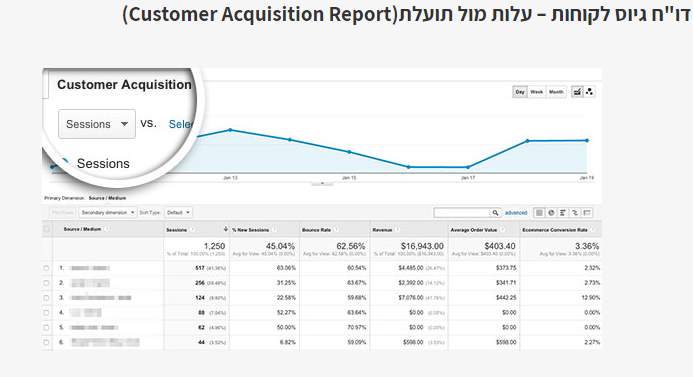 דו"ח גיוס לקוחות – עלות מול תועלת(Customer Acquisition Report)
Customer Acquisition
Day Week Month
Sessions VS. Selec
Sessions
Jan 13 Jan 15 Jan 17 Jan 19
Primary Dimension: Source / Medium
Plot Rows Secondary dimension Sort Type: Default advanced
Source / Medium Sessions % New Sessions Bounce Rate Revenue Average Order Value Ecommerce Conversion Rate
1,250 45.04% 62.56% $16,943.00 $403.40 3.36%
% of Total: 100.00% (1,250) Avg for View: 45.04% (0.00%) Avg for View: 62.56% (0.00%) % of Total: 100.00% ($16,943.00) Avg for View: $403.40 (0.00%) Avg for View: 3.36% (0.00%)
1. 517 (41.36%) 63.06% 60.54% $4,485.00 (26.47%) $373.75 2.32%
2. 256 (20.48%) 31.25% 63.67% $2,392.00 (14.12%) $341.71 2.73%
3. 124 (9.92%) 22.58% 59.68% $7,076.00 (41.76%) $442.25 12.90%
4. 88 (7.04%) 52.27% 63.64% $0.00 (0.00%) $0.00 0.00%
5. 62 (4.96%) 50.00% 70.97% $0.00 (0.00%) $0.00 0.00%
6. 44 (3.52%) 6.82% 59.09% $598.00 (3.53%) $598.00 2.27%